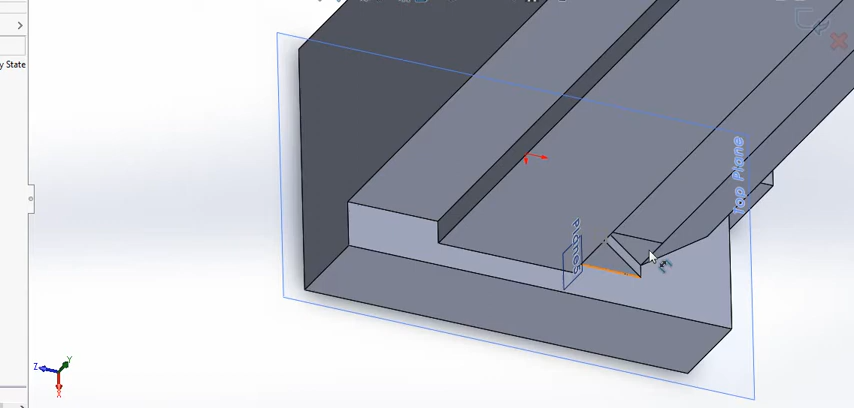 y State
Top Plane
Plane8
Z
Y
X